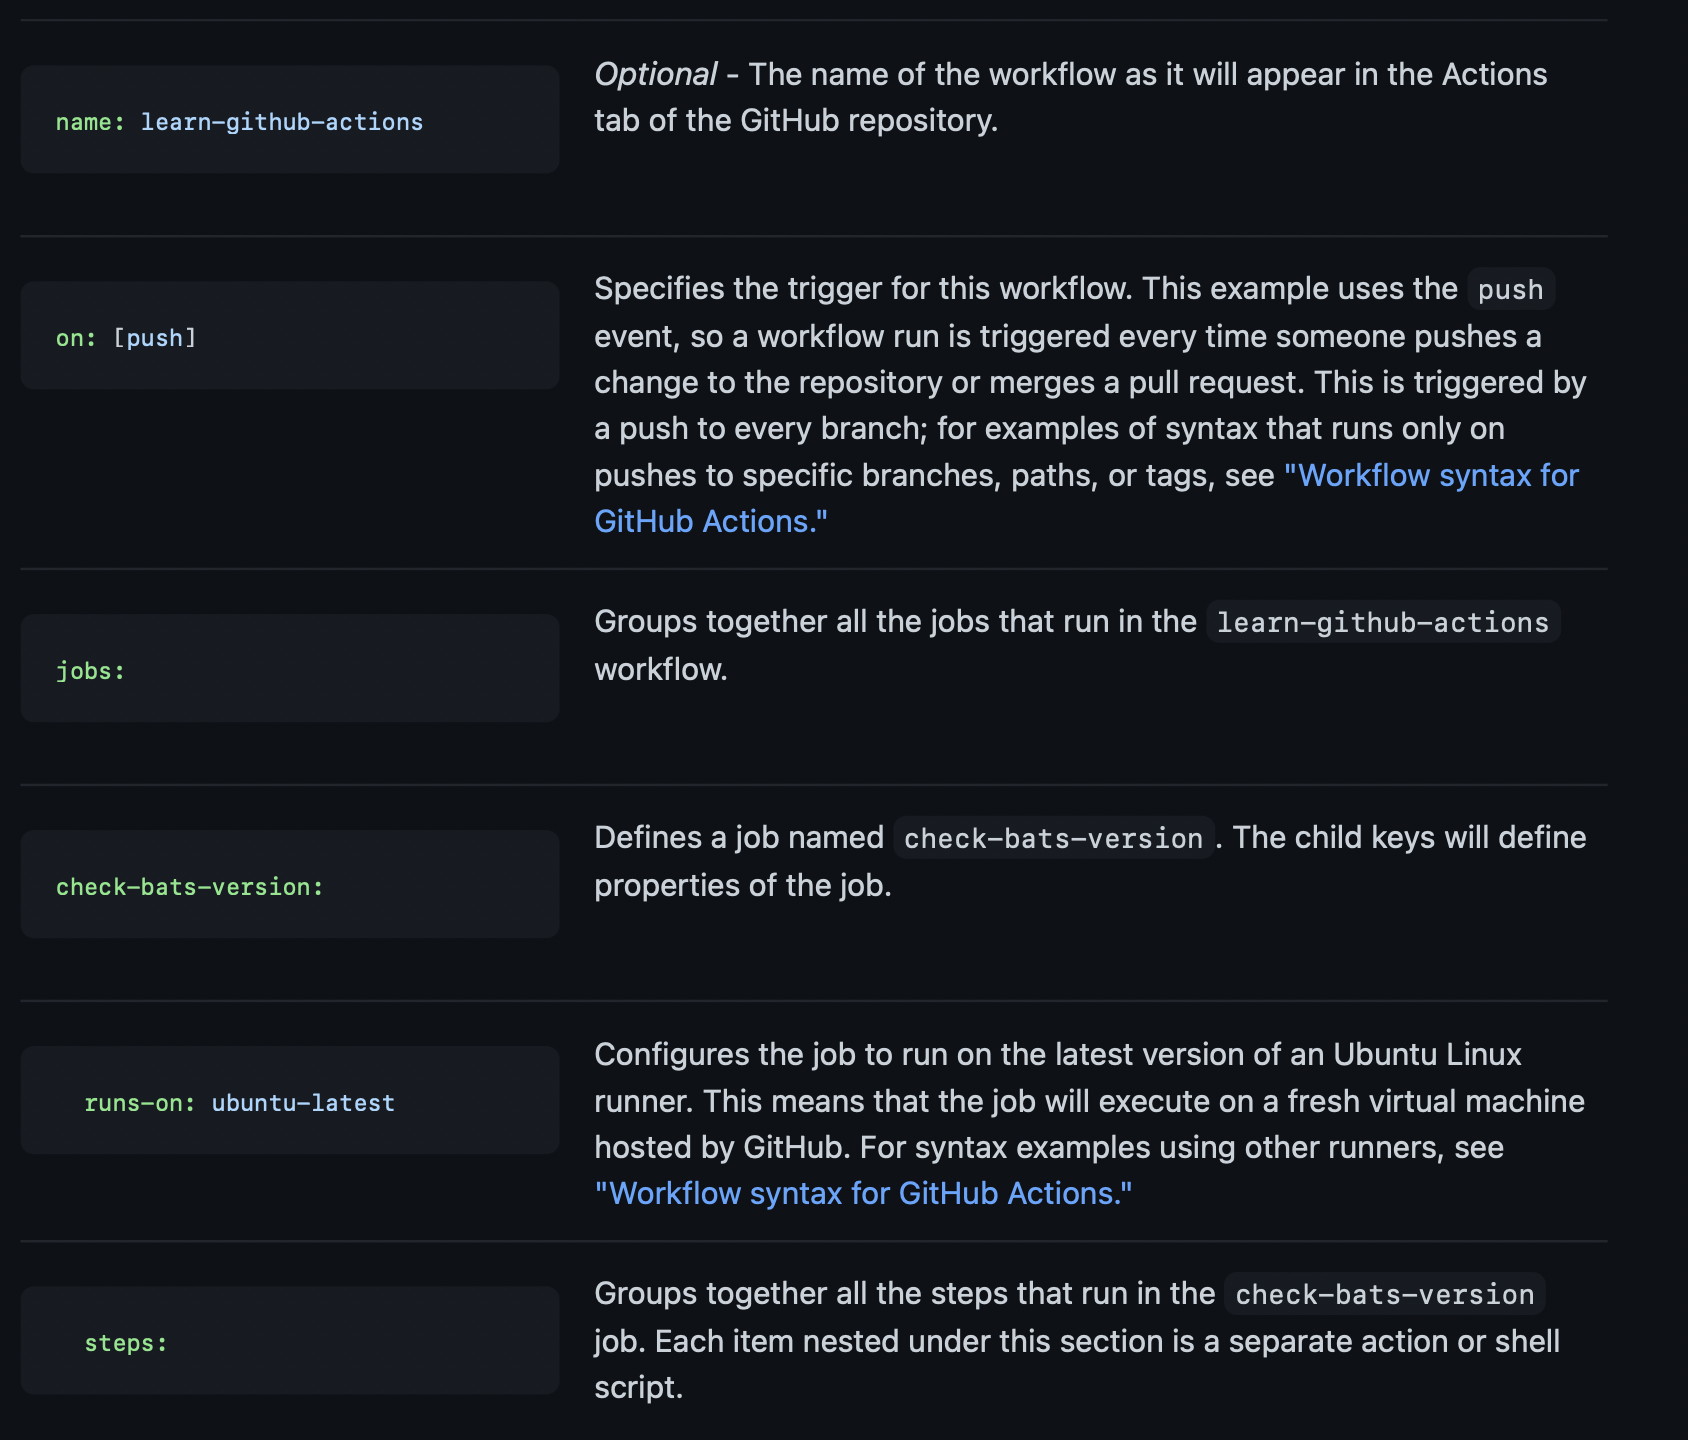 name: learn-github-actions
Optional - The name of the workflow as it will appear in the Actions
tab of the GitHub repository.
on: [push]
Specifies the trigger for this workflow. This example uses the push
event, so a workflow run is triggered every time someone pushes a
change to the repository or merges a pull request. This is triggered by
a push to every branch; for examples of syntax that runs only on
pushes to specific branches, paths, or tags, see "Workflow syntax for
GitHub Actions."
jobs:
Groups together all the jobs that run in the learn-github-actions
workflow.
check-bats-version:
Defines a job named check-bats-version. The child keys will define
properties of the job.
runs-on: ubuntu-latest
Configures the job to run on the latest version of an Ubuntu Linux
runner. This means that the job will execute on a fresh virtual machine
hosted by GitHub. For syntax examples using other runners, see
"Workflow syntax for GitHub Actions."
steps:
Groups together all the steps that run in the check-bats-version
job. Each item nested under this section is a separate action or shell
script.